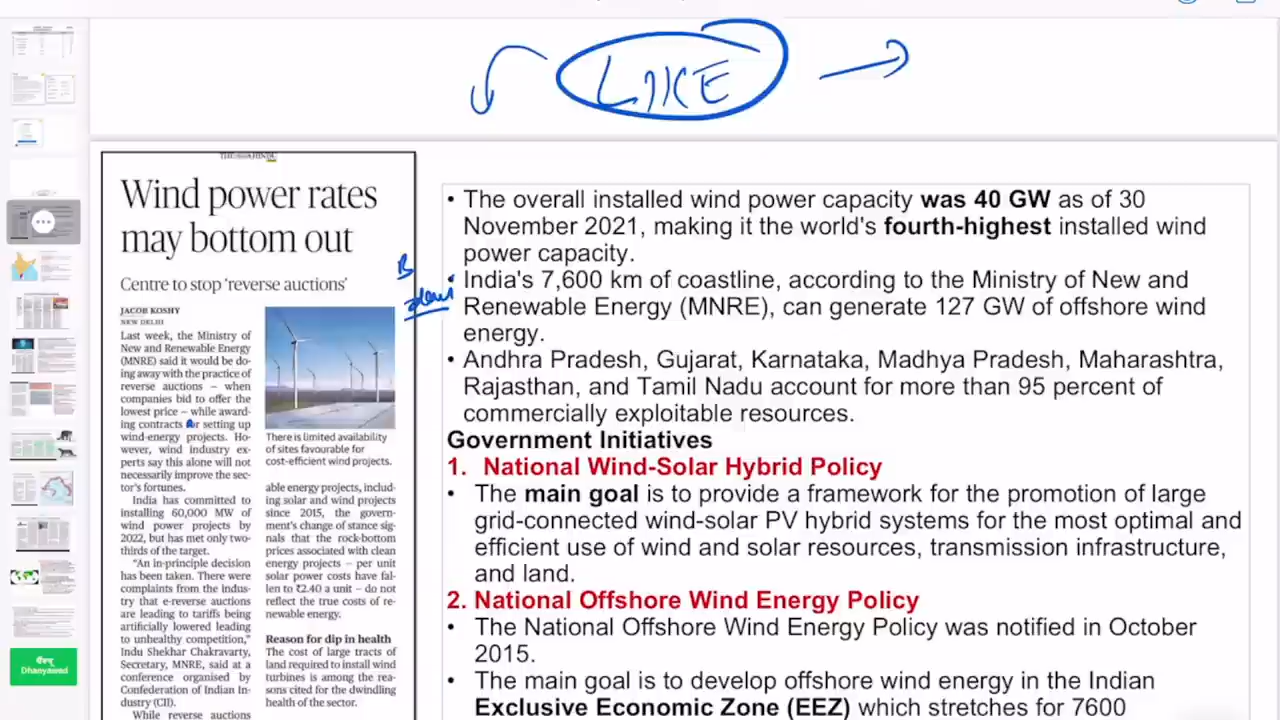 LIKE
THE HINDU
Wind power rates
may bottom out
Centre to stop ‘reverse auctions’
JACOB KOSHY
NEW DELHI
Last week, the Ministry of
New and Renewable Energy
(MNRE) said it would be do-
ing away with the practice of
reverse auctions – when
companies bid to offer the
lowest price – while award-
ing contracts for setting up
wind-energy projects. Ho-
wever, wind industry ex-
perts say this alone will not
necessarily improve the sec-
tor’s fortunes.
India has committed to
installing 60,000 MW of
wind power projects by
2022, but has met only two-
thirds of the target.
“An in-principle decision
has been taken. There were
complaints from the indus-
try that e-reverse auctions
are leading to tariffs being
artificially lowered leading
to unhealthy competition,”
Indu Shekhar Chakravarty,
Secretary, MNRE, said at a
conference organised by
Confederation of Indian In-
dustry (CII).
While reverse auctions
There is limited availability
of sites favourable for
cost-efficient wind projects.
able energy projects, includ-
ing solar and wind projects
since 2015, the govern-
ment’s change of stance sig-
nals that the rock-bottom
prices associated with clean
energy projects – per unit
solar power costs have fal-
len to ₹2.40 a unit – do not
reflect the true costs of re-
newable energy.
Reason for dip in health
The cost of large tracts of
land required to install wind
turbines is among the rea-
sons cited for the dwindling
health of the sector.
• The overall installed wind power capacity was 40 GW as of 30
November 2021, making it the world's fourth-highest installed wind
power capacity.
• India's 7,600 km of coastline, according to the Ministry of New and
Renewable Energy (MNRE), can generate 127 GW of offshore wind
energy.
• Andhra Pradesh, Gujarat, Karnataka, Madhya Pradesh, Maharashtra,
Rajasthan, and Tamil Nadu account for more than 95 percent of
commercially exploitable resources.
Government Initiatives
1. National Wind-Solar Hybrid Policy
• The main goal is to provide a framework for the promotion of large
grid-connected wind-solar PV hybrid systems for the most optimal and
efficient use of wind and solar resources, transmission infrastructure,
and land.
2. National Offshore Wind Energy Policy
• The National Offshore Wind Energy Policy was notified in October
2015.
• The main goal is to develop offshore wind energy in the Indian
Exclusive Economic Zone (EEZ) which stretches for 7600
Dhanyawad